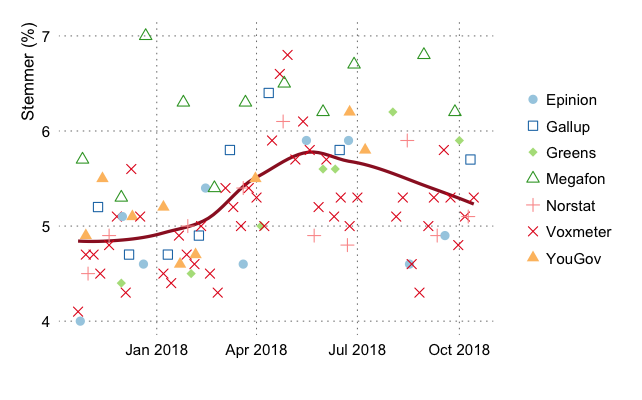 Stemmer (%)
7
6
5
4
Jan 2018
Apr 2018
Jul 2018
Oct 2018
Epinion
Gallup
Greens
Megafon
Norstat
Voxmeter
YouGov